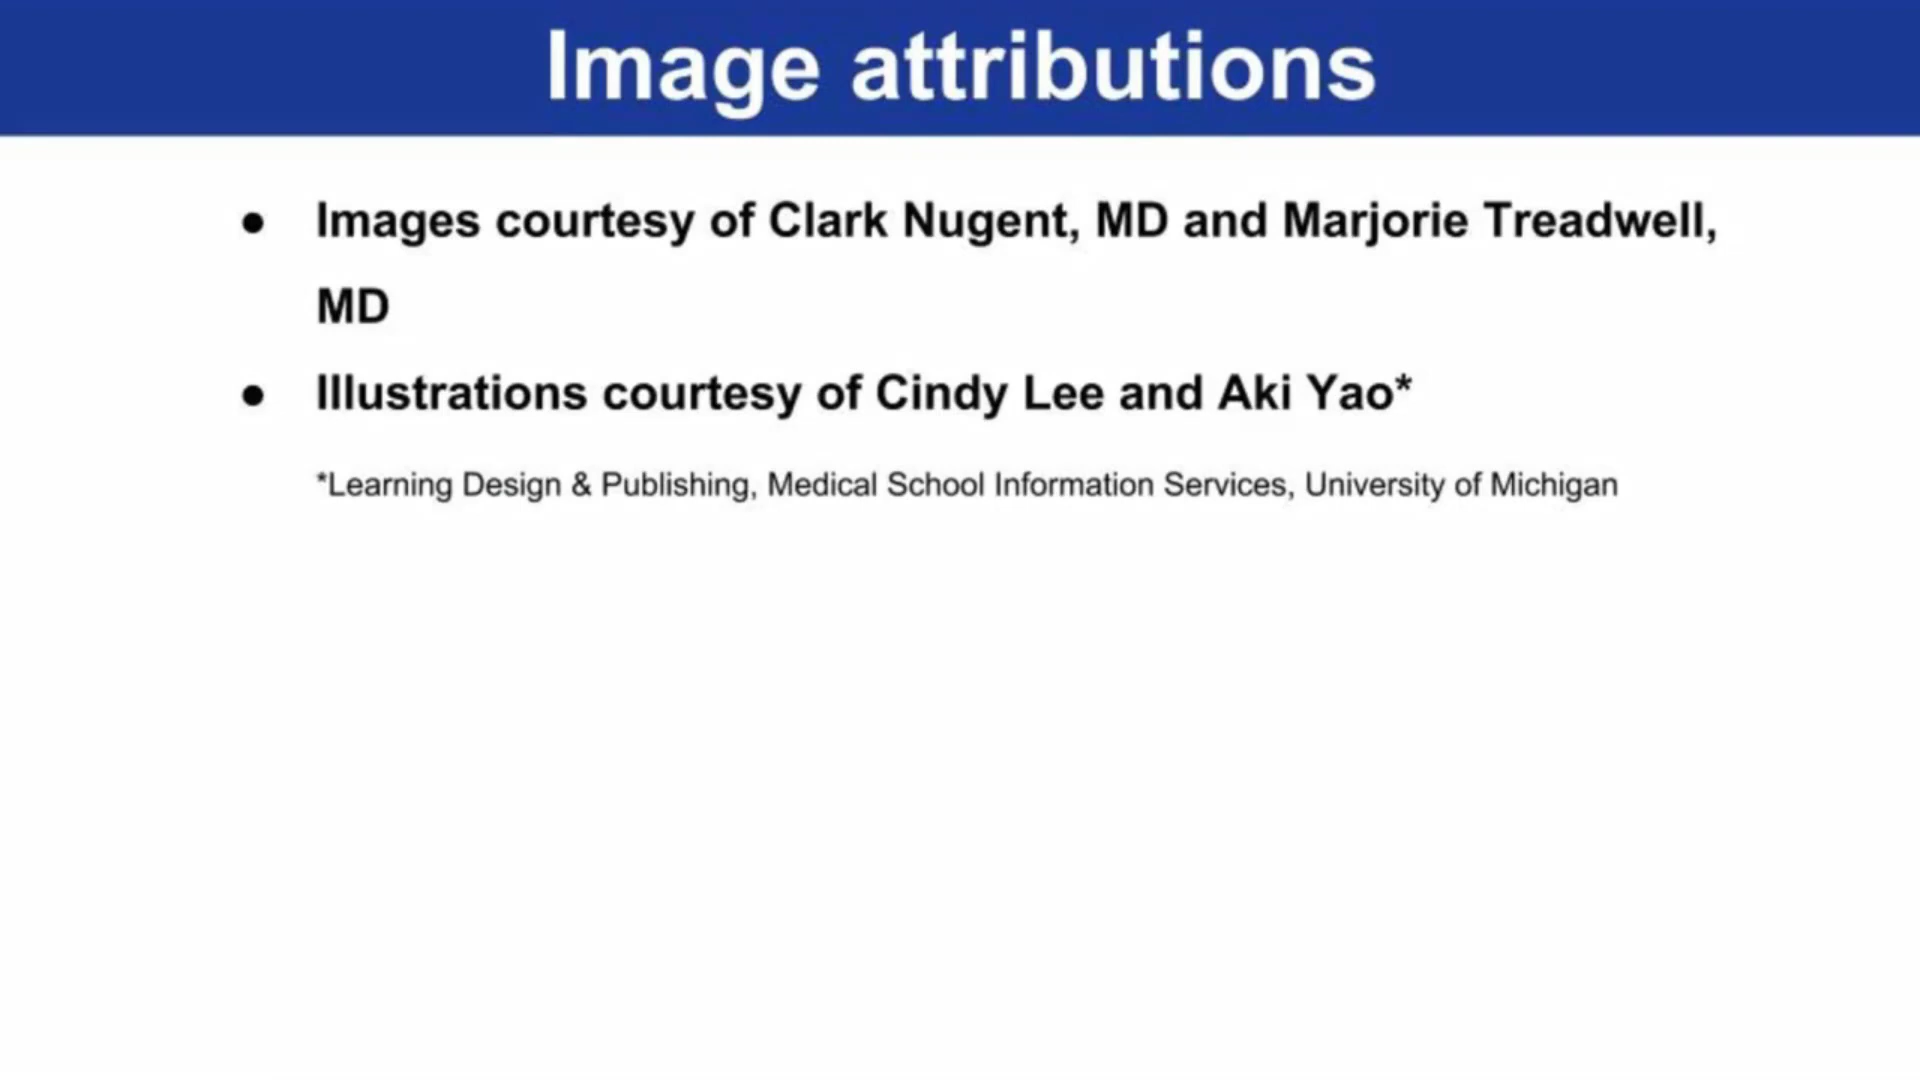 Image attributions
● Images courtesy of Clark Nugent, MD and Marjorie Treadwell,
MD
● Illustrations courtesy of Cindy Lee and Aki Yao*
*Learning Design & Publishing, Medical School Information Services, University of Michigan